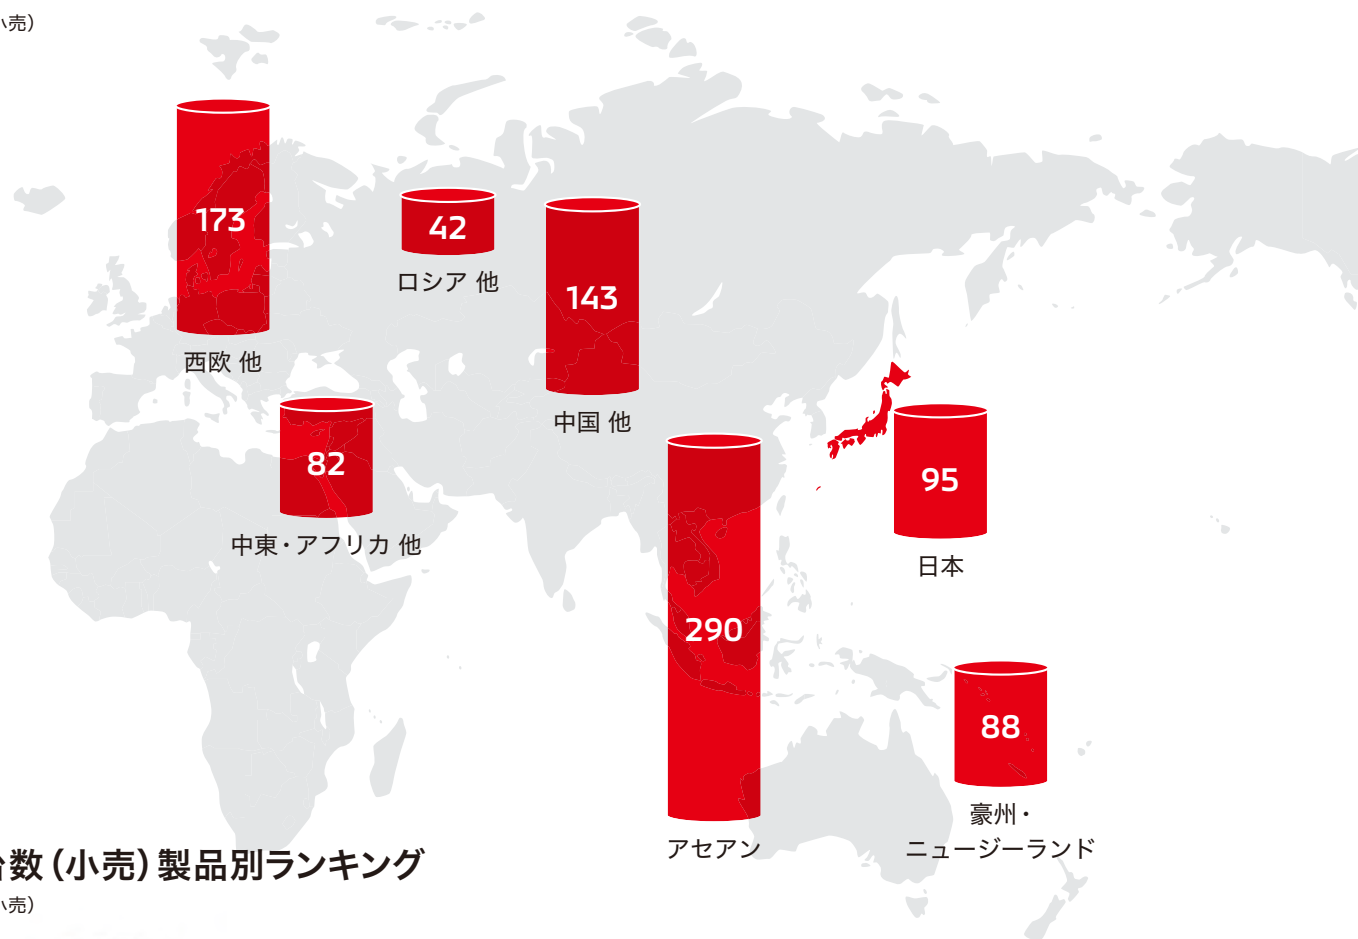 小売）
173
西欧 他
42
ロシア 他
143
中国 他
82
中東・アフリカ 他
290
アセアン
95
日本
88
豪州・
ニュージーランド
台数（小売）製品別ランキング
小売）